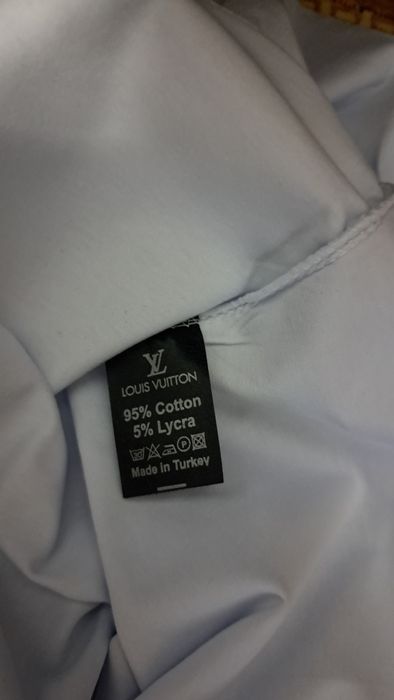 LV
LOUIS VUITTON
95% Cotton
5% Lycra
P
Made in Turkey